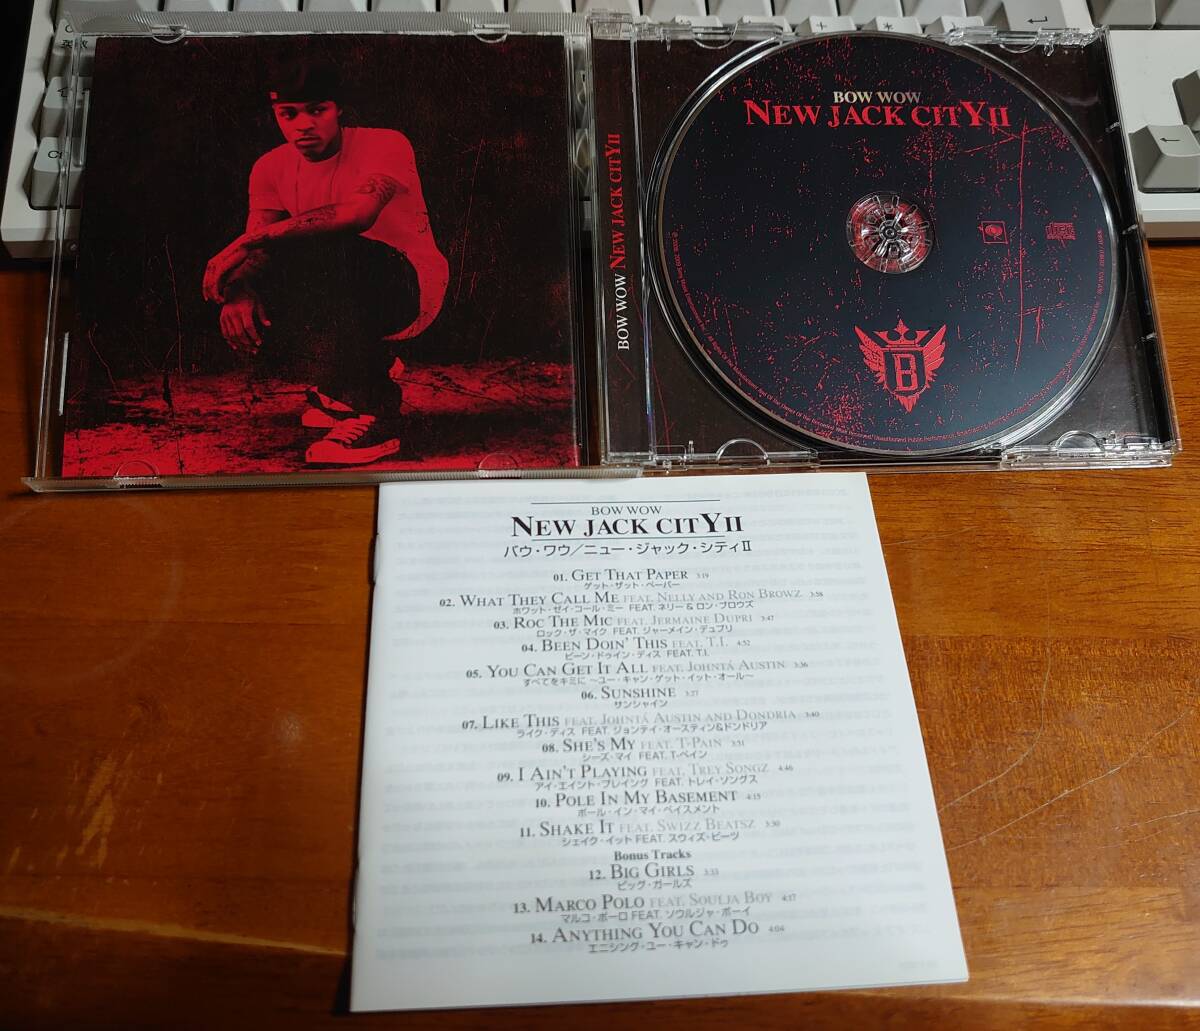 BOW WOW
NEW JACK CITY II
BOW WOW NEW JACK CITY II
B
BOW WOW
NEW JACK CITY II
バウ・ワウ／ニュー・ジャック・シティⅡ
01. GET THAT PAPER 3:19
ゲット・ザット・ペーパー
02. WHAT THEY CALL ME FEAT. NELLY AND RON BROWZ 3:58
ホワット・ゼイ・コール・ミー FEAT. ネリー & ロン・ブロウズ
03. ROC THE MIC FEAT. JERMAINE DUPRI 3:47
ロック・ザ・マイク FEAT. ジャーメイン・デュプリ
04. BEEN DOIN' THIS FEAT. T.I. 4:52
ビーン・ドゥイン・ディス FEAT. T.I.
05. YOU CAN GET IT ALL FEAT. JOHNTÁ AUSTIN 3:36
すべてをキミに ～ユー・キャン・ゲット・イット・オール～
06. SUNSHINE 3:27
サンシャイン
07. LIKE THIS FEAT. JOHNTÁ AUSTIN AND DONDRIA 3:40
ライク・ディス FEAT. ジョンテイ・オースティン&ドンドリア
08. SHE'S MY FEAT. T-PAIN 3:51
シーズ・マイ FEAT. T-ペイン
09. I AIN'T PLAYING FEAT. TREY SONGZ 4:46
アイ・エイント・プレイング FEAT. トレイ・ソングス
10. POLE IN MY BASEMENT 4:15
ポール・イン・マイ・ベイスメント
11. SHAKE IT FEAT. SWIZZ BEATSZ 3:30
シェイク・イット FEAT. スウィズ・ビーツ
Bonus Tracks
12. BIG GIRLS 3:33
ビッグ・ガールズ
13. MARCO POLO FEAT. SOULJA BOY 4:17
マルコ・ポーロ FEAT. ソウルジャ・ボーイ
14. ANYTHING YOU CAN DO 4:04
エニシング・ユー・キャン・ドゥ